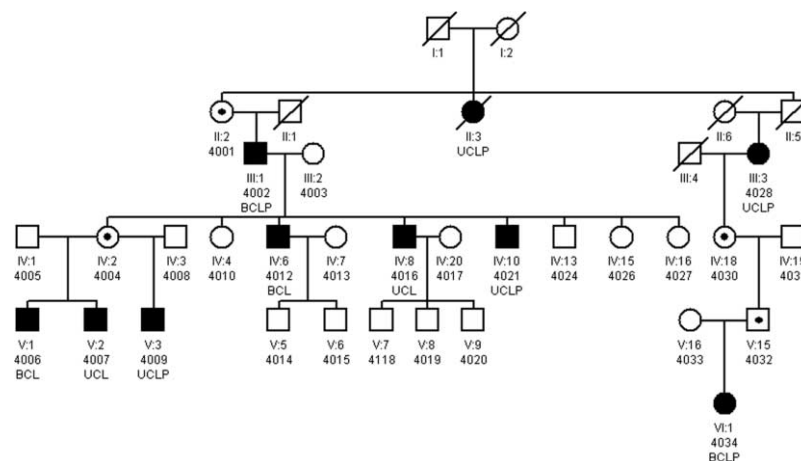 I:1 I:2
II:2 II:1 II:3 II:6 II:5
4001 UCLP
III:1 III:2 III:4 III:3
4002 4003 4028
BCLP UCLP
IV:1 IV:2 IV:3 IV:4 IV:6 IV:7 IV:8 IV:20 IV:10 IV:13 IV:15 IV:16 IV:18
4005 4004 4008 4010 4012 4013 4016 4017 4021 4024 4026 4027 4030
BCL UCL UCLP
V:1 V:2 V:3 V:5 V:6 V:7 V:8 V:9 V:16 V:15
4006 4007 4009 4014 4015 4118 4019 4020 4033 4032
BCL UCL UCLP
VI:1
4034
BCLP